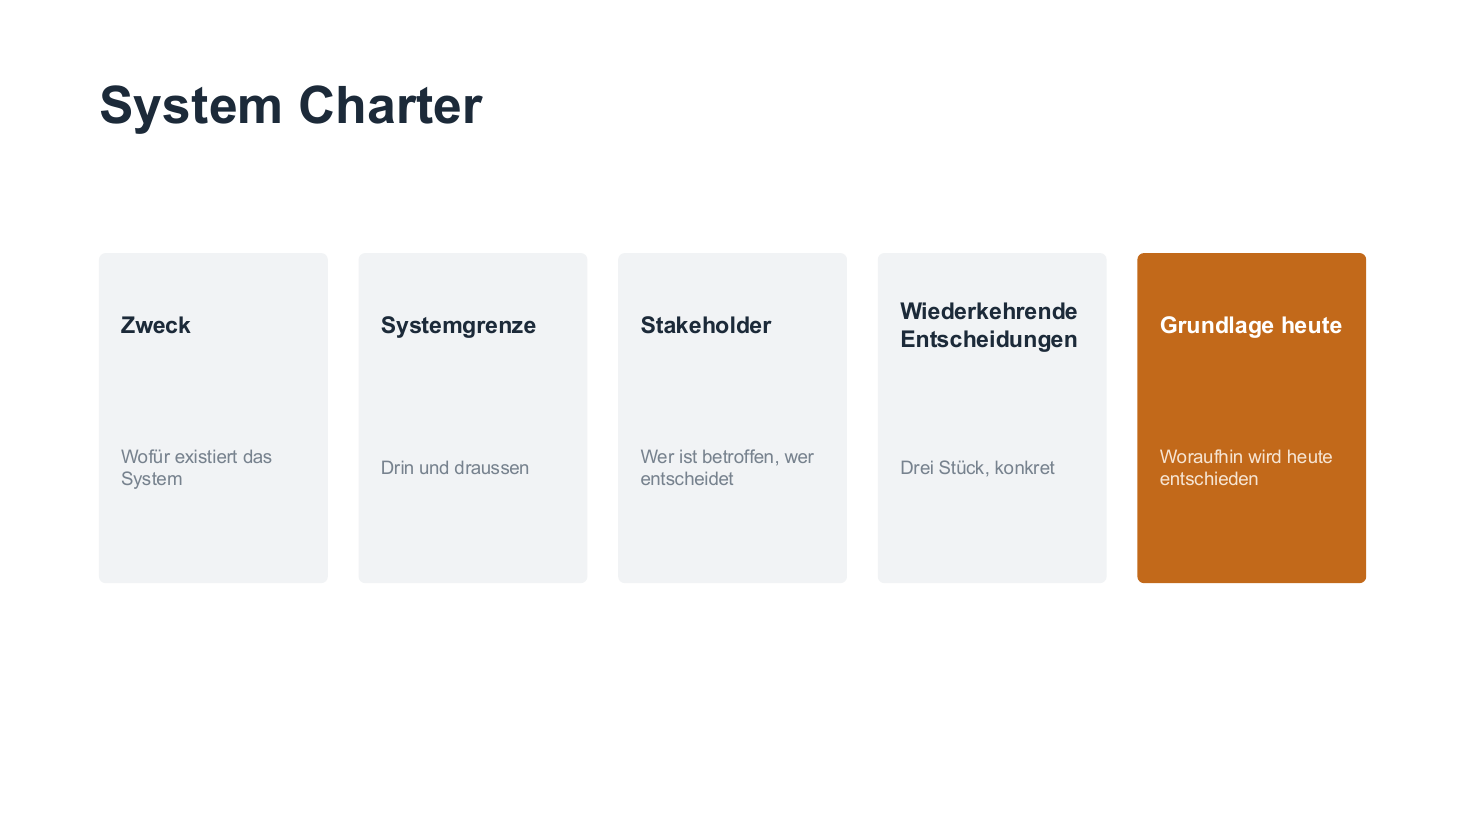 System Charter
Zweck
Wofür existiert das
System
Systemgrenze
Drin und draussen
Stakeholder
Wer ist betroffen, wer
entscheidet
Wiederkehrende
Entscheidungen
Drei Stück, konkret
Grundlage heute
Woraufhin wird heute
entschieden